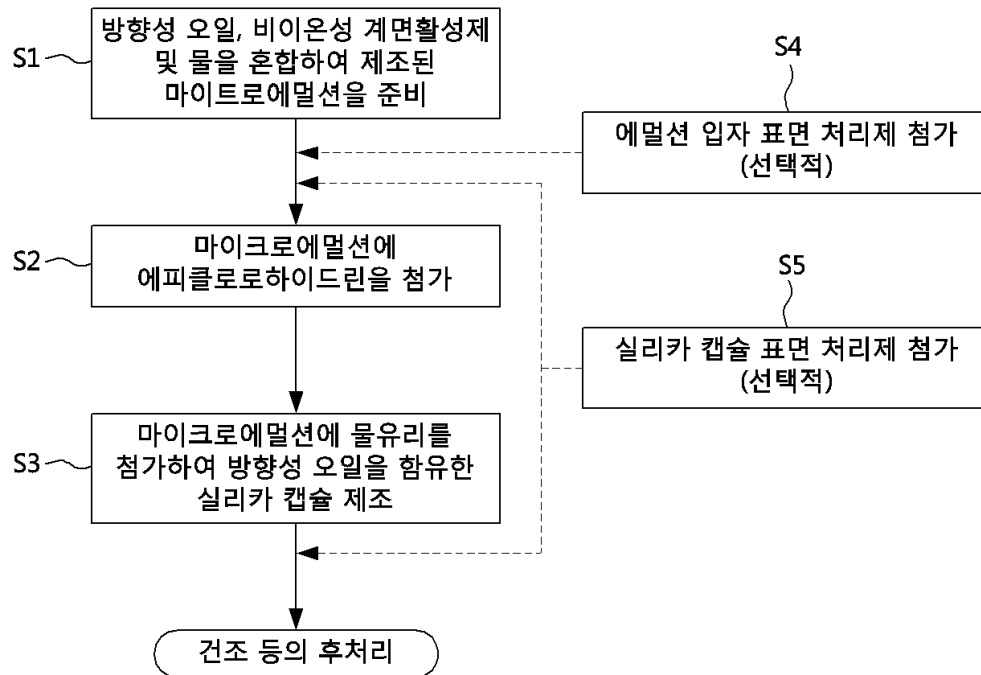 S1
방향성 오일, 비이온성 계면활성제
및 물을 혼합하여 제조된
마이트로에멀션을 준비
S4
에멀션 입자 표면 처리제 첨가
(선택적)
S2
마이크로에멀션에
에피클로로하이드린을 첨가
S5
실리카 캡슐 표면 처리제 첨가
(선택적)
S3
마이크로에멀션에 물유리를
첨가하여 방향성 오일을 함유한
실리카 캡슐 제조
건조 등의 후처리